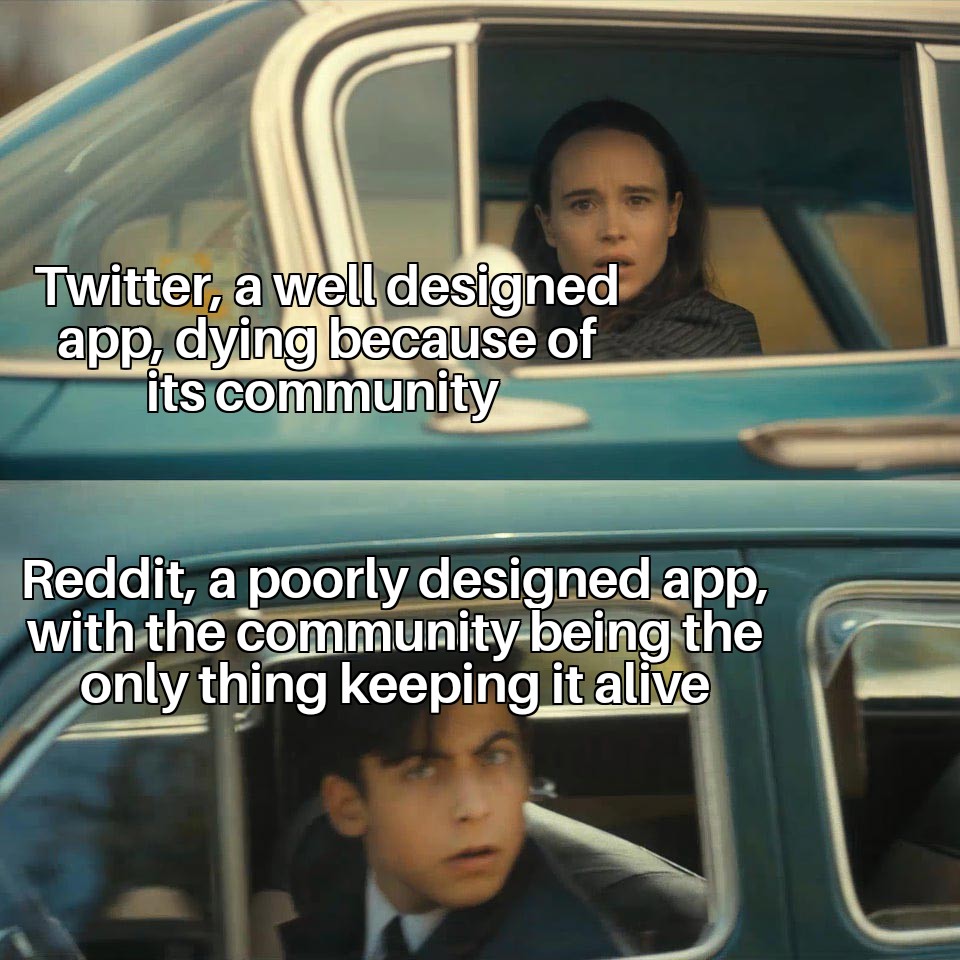 Twitter, a well designed
app, dying because of
its community
Reddit, a poorly designed app,
with the community being the
only thing keeping it alive